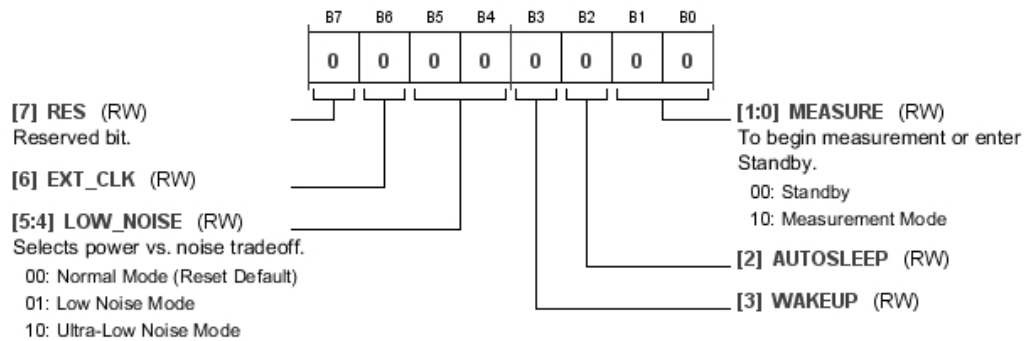 B7 B6 B5 B4 B3 B2 B1 B0
0 0 0 0 0 0 0 0
[7] RES (RW)
Reserved bit.
[6] EXT_CLK (RW)
[5:4] LOW_NOISE (RW)
Selects power vs. noise tradeoff.
00: Normal Mode (Reset Default)
01: Low Noise Mode
10: Ultra-Low Noise Mode
[1:0] MEASURE (RW)
To begin measurement or enter
Standby.
00: Standby
10: Measurement Mode
[2] AUTOSLEEP (RW)
[3] WAKEUP (RW)